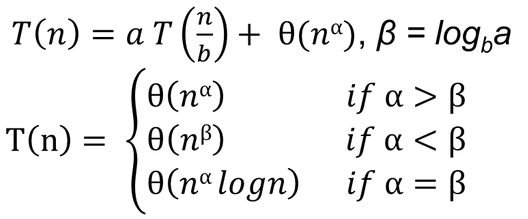 T(n) = a T (n/b) + θ(n^α), β = log_b a
T(n) = { θ(n^α) if α > β
θ(n^β) if α < β
θ(n^α logn) if α = β